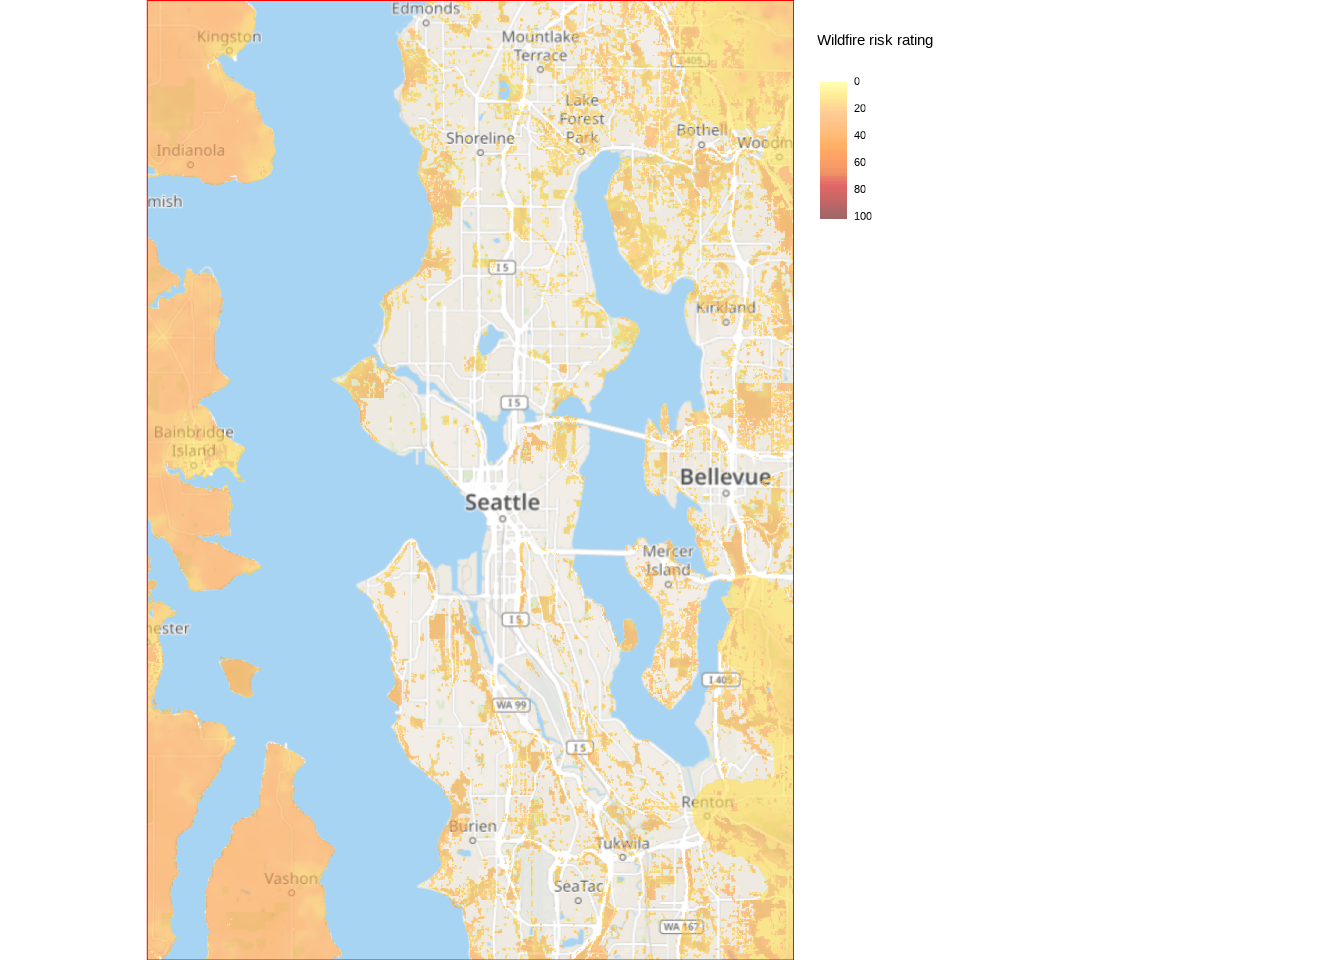 Edmonds
Kingston
Mountlake
Terrace
I 405
Lake
Forest
Park
Shoreline
Bothell
Woodin
Indianola
mish
I 5
Kirkland
I 5
Bainbridge
Island
Bellevue
Seattle
Mercer
Island
I 5
nester
I 405
WA 99
I 5
Renton
Burien
Tukwila
Vashon
SeaTac
WA 167
Wildfire risk rating
0
20
40
60
80
100